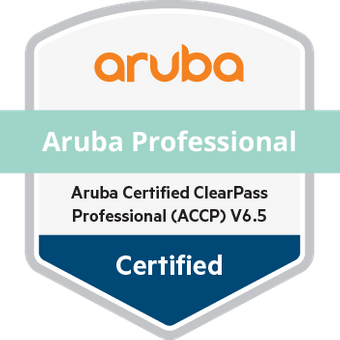 aruba
Aruba Professional
Aruba Certified ClearPass
Professional (ACCP) V6.5
Certified